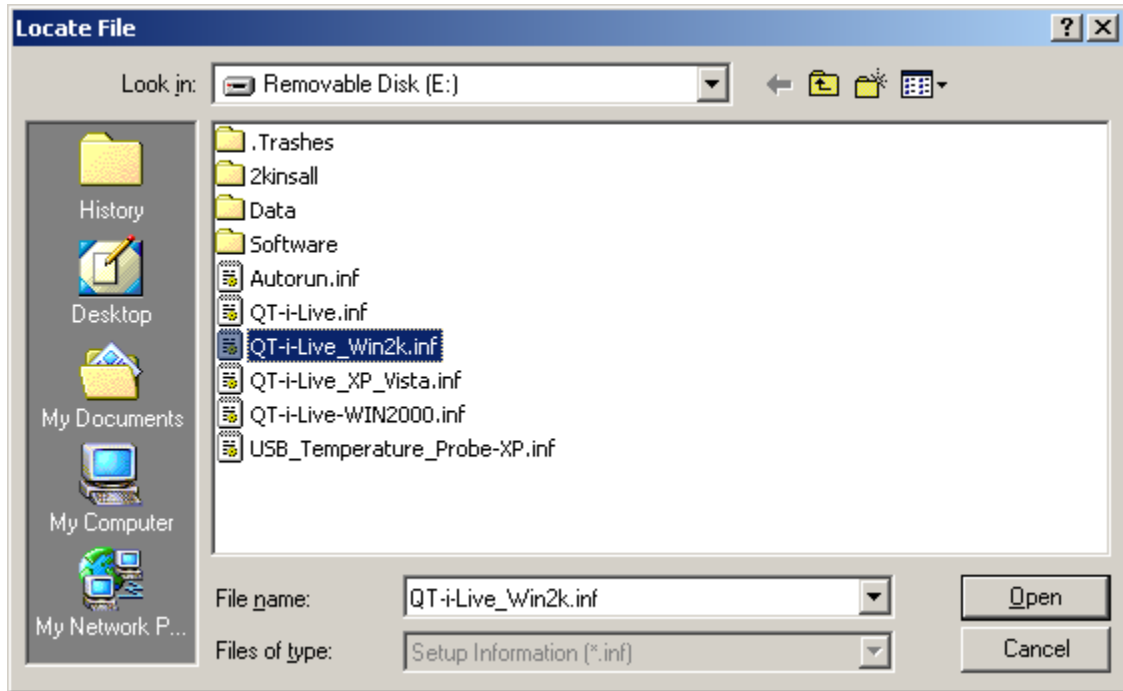 Locate File
Look in:
Removable Disk (E:)
History
Desktop
My Documents
My Computer
My Network P...
.Trashes
2kinsall
Data
Software
Autorun.inf
QT-i-Live.inf
QT-i-Live_Win2k.inf
QT-i-Live_XP_Vista.inf
QT-i-Live-WIN2000.inf
USB_Temperature_Probe-XP.inf
File name:
QT-i-Live_Win2k.inf
Open
Files of type:
Setup Information (*.inf)
Cancel